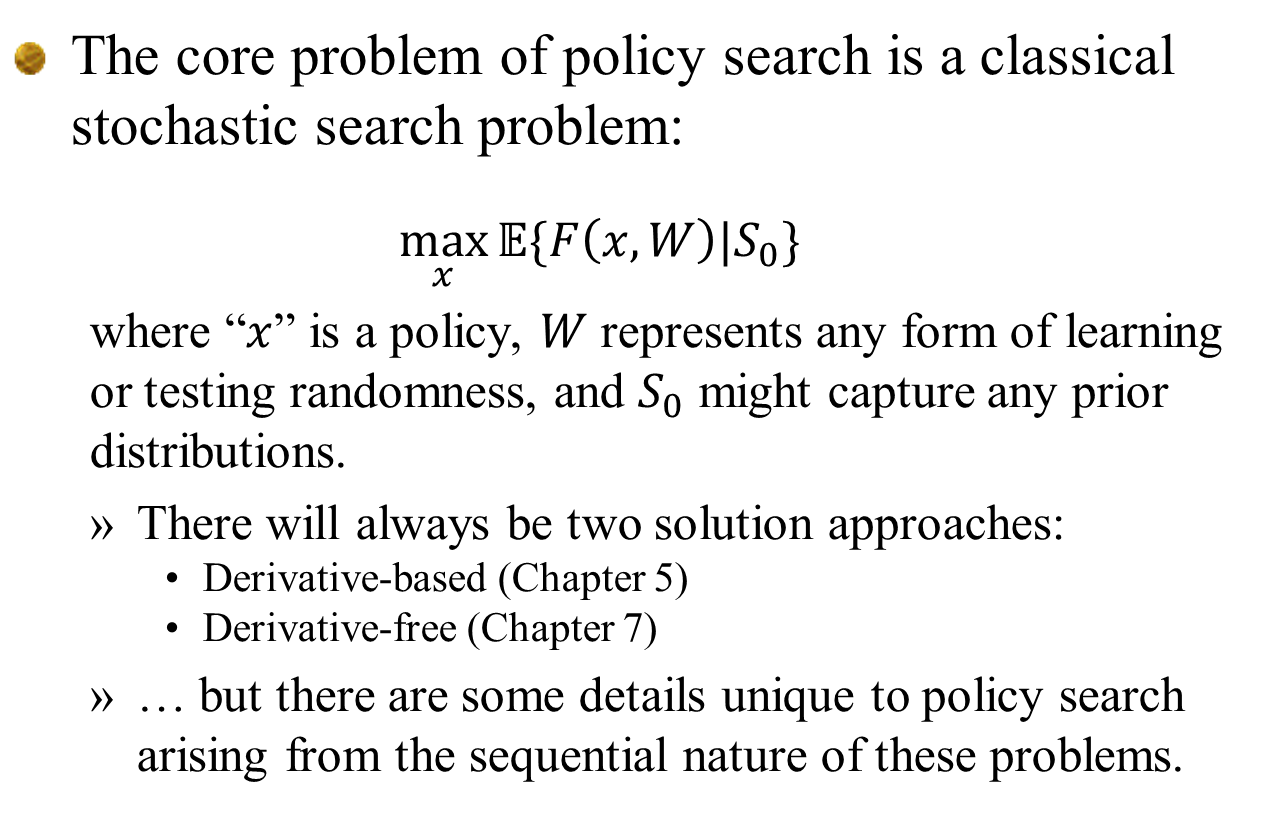 The core problem of policy search is a classical
stochastic search problem:
max 𝔼{F(x, W)|S₀}
x
where “x” is a policy, W represents any form of learning
or testing randomness, and S₀ might capture any prior
distributions.
» There will always be two solution approaches:
• Derivative-based (Chapter 5)
• Derivative-free (Chapter 7)
» … but there are some details unique to policy search
arising from the sequential nature of these problems.